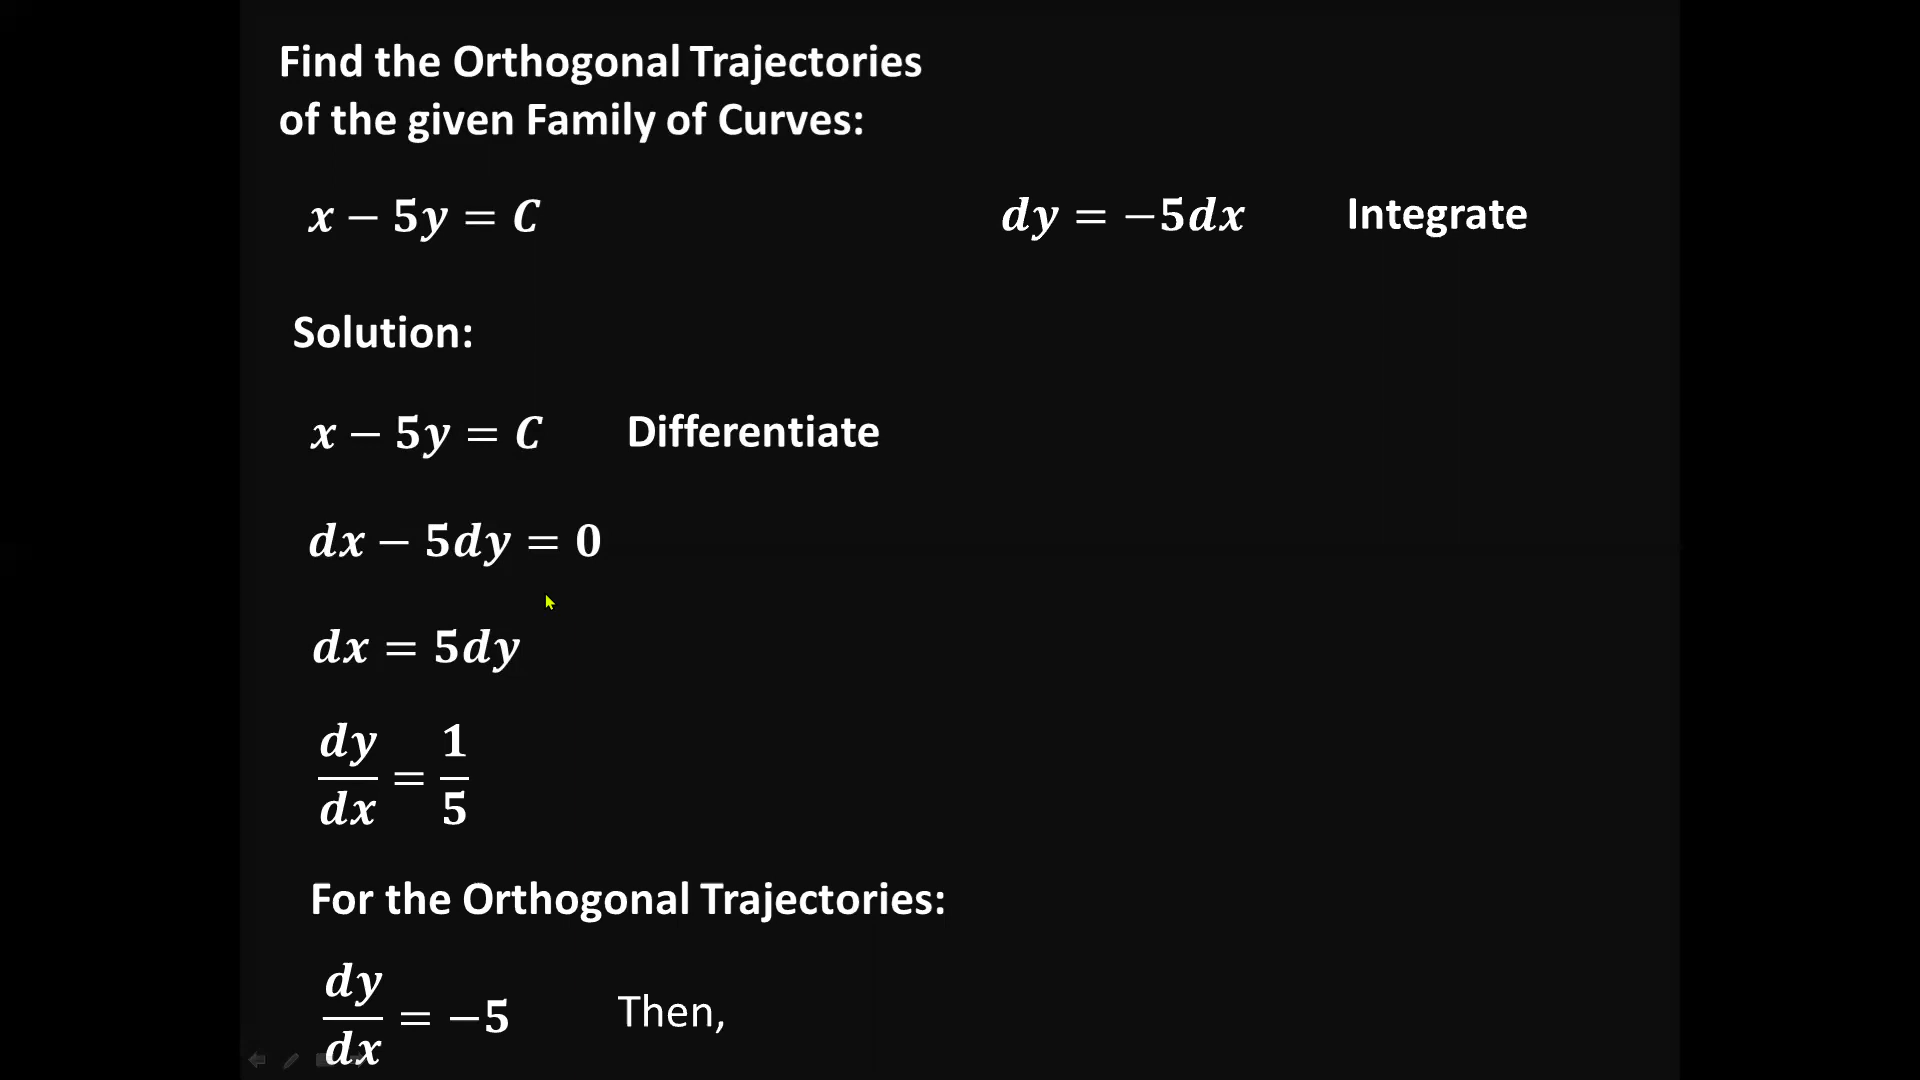 Find the Orthogonal Trajectories
of the given Family of Curves:
x − 5y = C
Solution:
x − 5y = C Differentiate
dx − 5dy = 0
dx = 5dy
dy/dx = 1/5
For the Orthogonal Trajectories:
dy/dx = −5 Then,
dy = −5dx Integrate